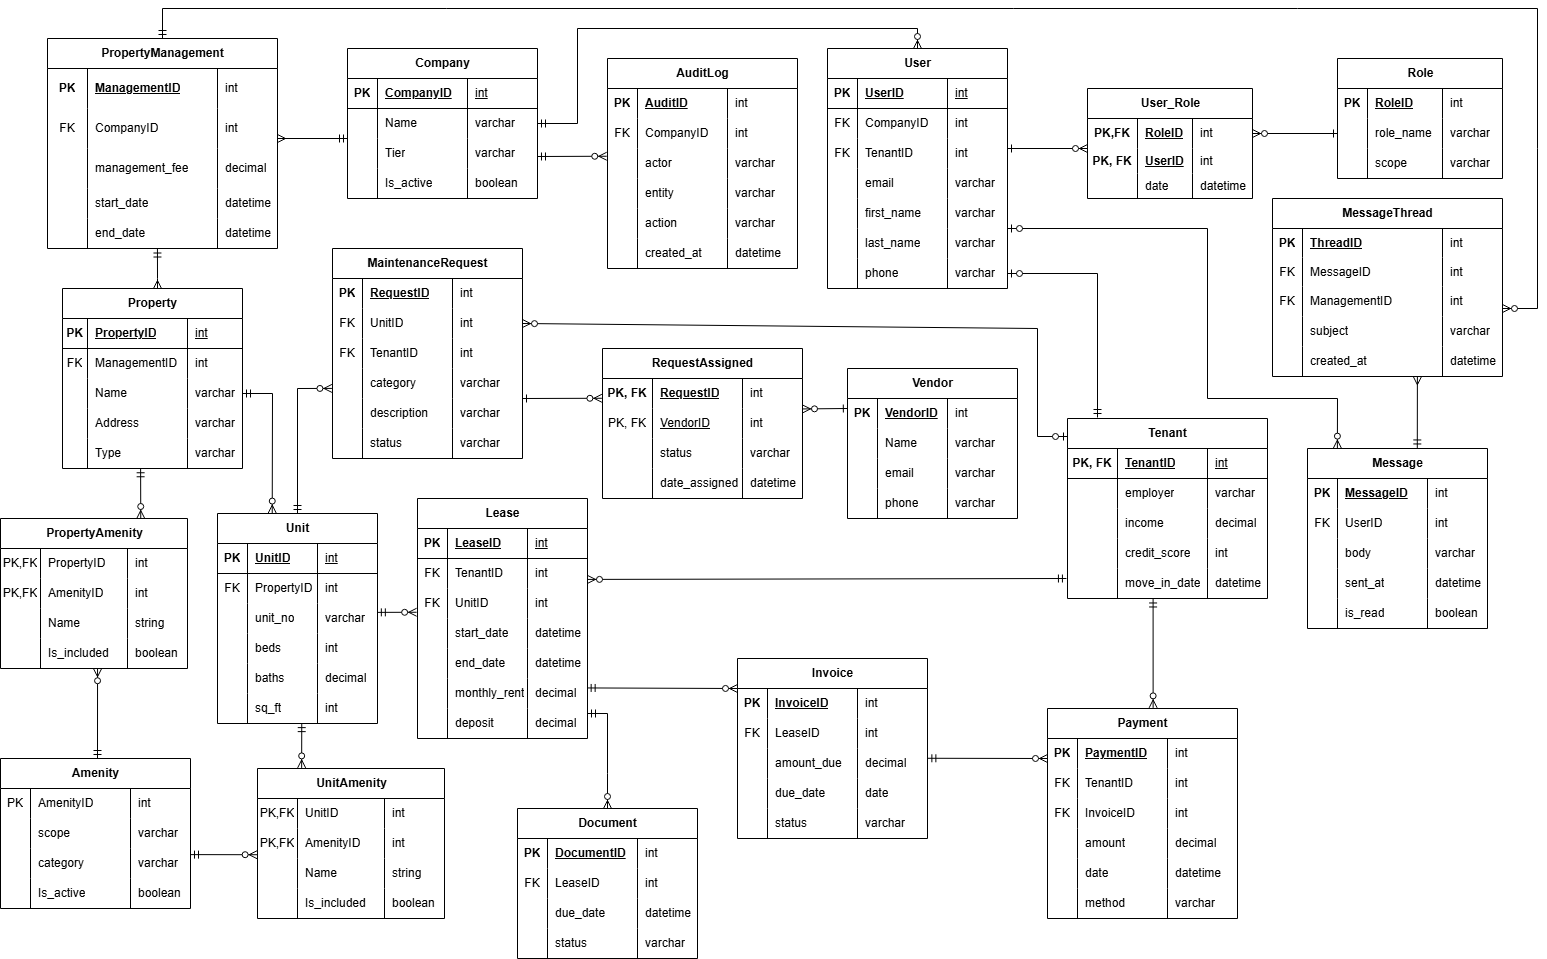 PropertyManagement
PK ManagementID int
FK CompanyID int
management_fee decimal
start_date datetime
end_date datetime
Company
PK CompanyID int
Name varchar
Tier varchar
Is_active boolean
AuditLog
PK AuditID int
FK CompanyID int
actor varchar
entity varchar
action varchar
created_at datetime
User
PK UserID int
FK CompanyID int
FK TenantID int
email varchar
first_name varchar
last_name varchar
phone varchar
User_Role
PK,FK RoleID int
PK, FK UserID int
date datetime
Role
PK RoleID int
role_name varchar
scope varchar
MessageThread
PK ThreadID int
FK MessageID int
FK ManagementID int
subject varchar
created_at datetime
Property
PK PropertyID int
FK ManagementID int
Name varchar
Address varchar
Type varchar
MaintenanceRequest
PK RequestID int
FK UnitID int
FK TenantID int
category varchar
description varchar
status varchar
RequestAssigned
PK, FK RequestID int
PK, FK VendorID int
status varchar
date_assigned datetime
Vendor
PK VendorID int
Name varchar
email varchar
phone varchar
Tenant
PK, FK TenantID int
employer varchar
income decimal
credit_score int
move_in_date datetime
Message
PK MessageID int
FK UserID int
body varchar
sent_at datetime
is_read boolean
PropertyAmenity
PK,FK PropertyID int
PK,FK AmenityID int
Name string
Is_included boolean
Unit
PK UnitID int
FK PropertyID int
unit_no varchar
beds int
baths decimal
sq_ft int
Lease
PK LeaseID int
FK TenantID int
FK UnitID int
start_date datetime
end_date datetime
monthly_rent decimal
deposit decimal
Invoice
PK InvoiceID int
FK LeaseID int
amount_due decimal
due_date date
status varchar
Payment
PK PaymentID int
FK TenantID int
FK InvoiceID int
amount decimal
date datetime
method varchar
Amenity
PK AmenityID int
scope varchar
category varchar
Is_active boolean
UnitAmenity
PK,FK UnitID int
PK,FK AmenityID int
Name string
Is_included boolean
Document
PK DocumentID int
FK LeaseID int
due_date datetime
status varchar